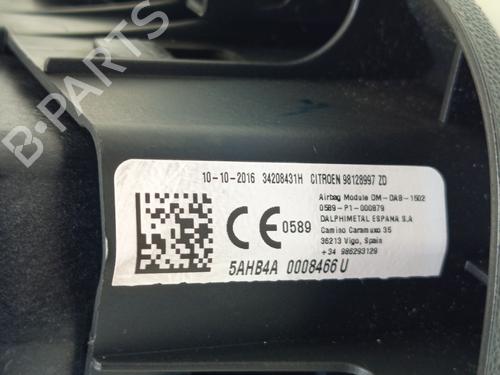 B-PARTS
10-10-2016 34208431H CITROEN 98128997 ZD
Airbag Module DM-DAB-1502
0589-P1-000879
DALPHIMETAL ESPANA S.A
Camino Caramuxo 35
36213 Vigo, Spain
+34 986293129
CE 0589
5AHB4A 0008466 U